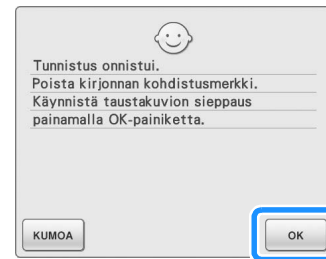 Tunnistus onnistui.
Poista kirjonnan kohdistusmerkki.
Käynnistä taustakuvion sieppaus
painamalla OK-painiketta.
KUMOA
OK